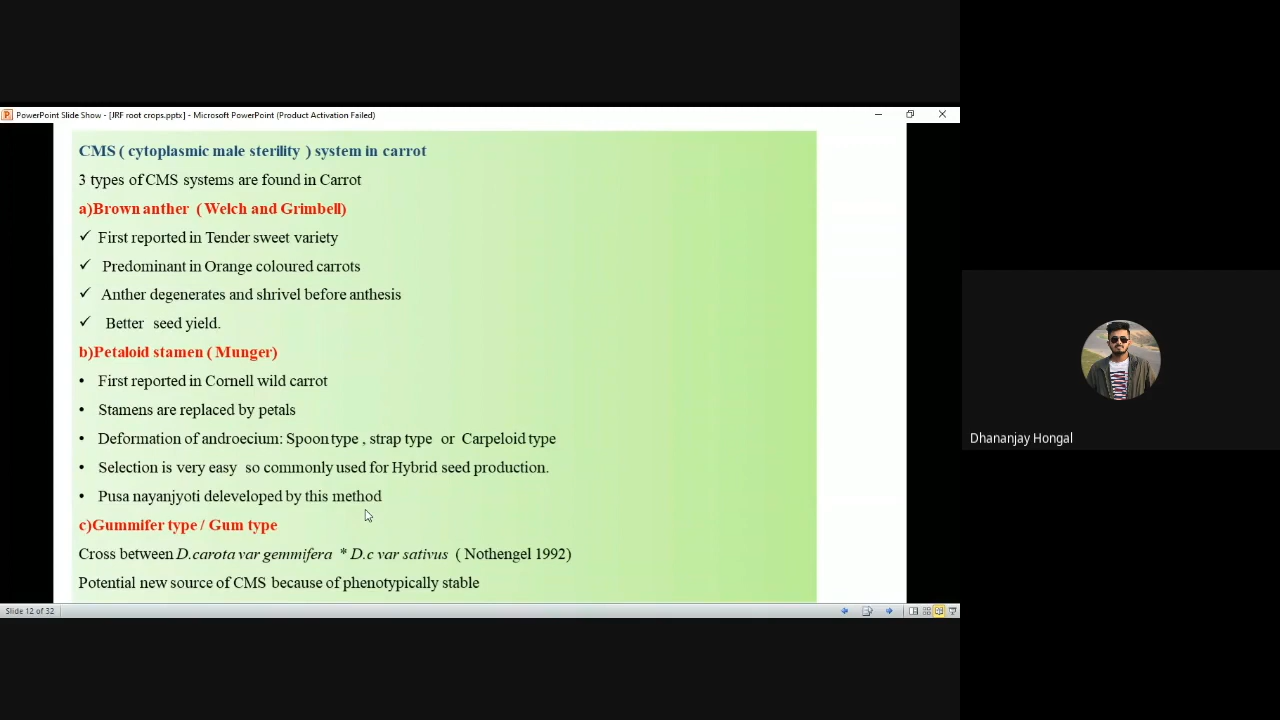 PowerPoint Slide Show - [JRF root crops.pptx] - Microsoft PowerPoint (Product Activation Failed)
CMS ( cytoplasmic male sterility ) system in carrot
3 types of CMS systems are found in Carrot
a)Brown anther ( Welch and Grimbell)
✓ First reported in Tender sweet variety
✓ Predominant in Orange coloured carrots
✓ Anther degenerates and shrivel before anthesis
✓ Better seed yield.
b)Petaloid stamen ( Munger)
• First reported in Cornell wild carrot
• Stamens are replaced by petals
• Deformation of androecium: Spoon type , strap type or Carpeloid type
• Selection is very easy so commonly used for Hybrid seed production.
• Pusa nayanjyoti deleveloped by this method
c)Gummifer type / Gum type
Cross between D.carota var gemmifera * D.c var sativus ( Nothengel 1992)
Potential new source of CMS because of phenotypically stable
Slide 12 of 32
Dhananjay Hongal